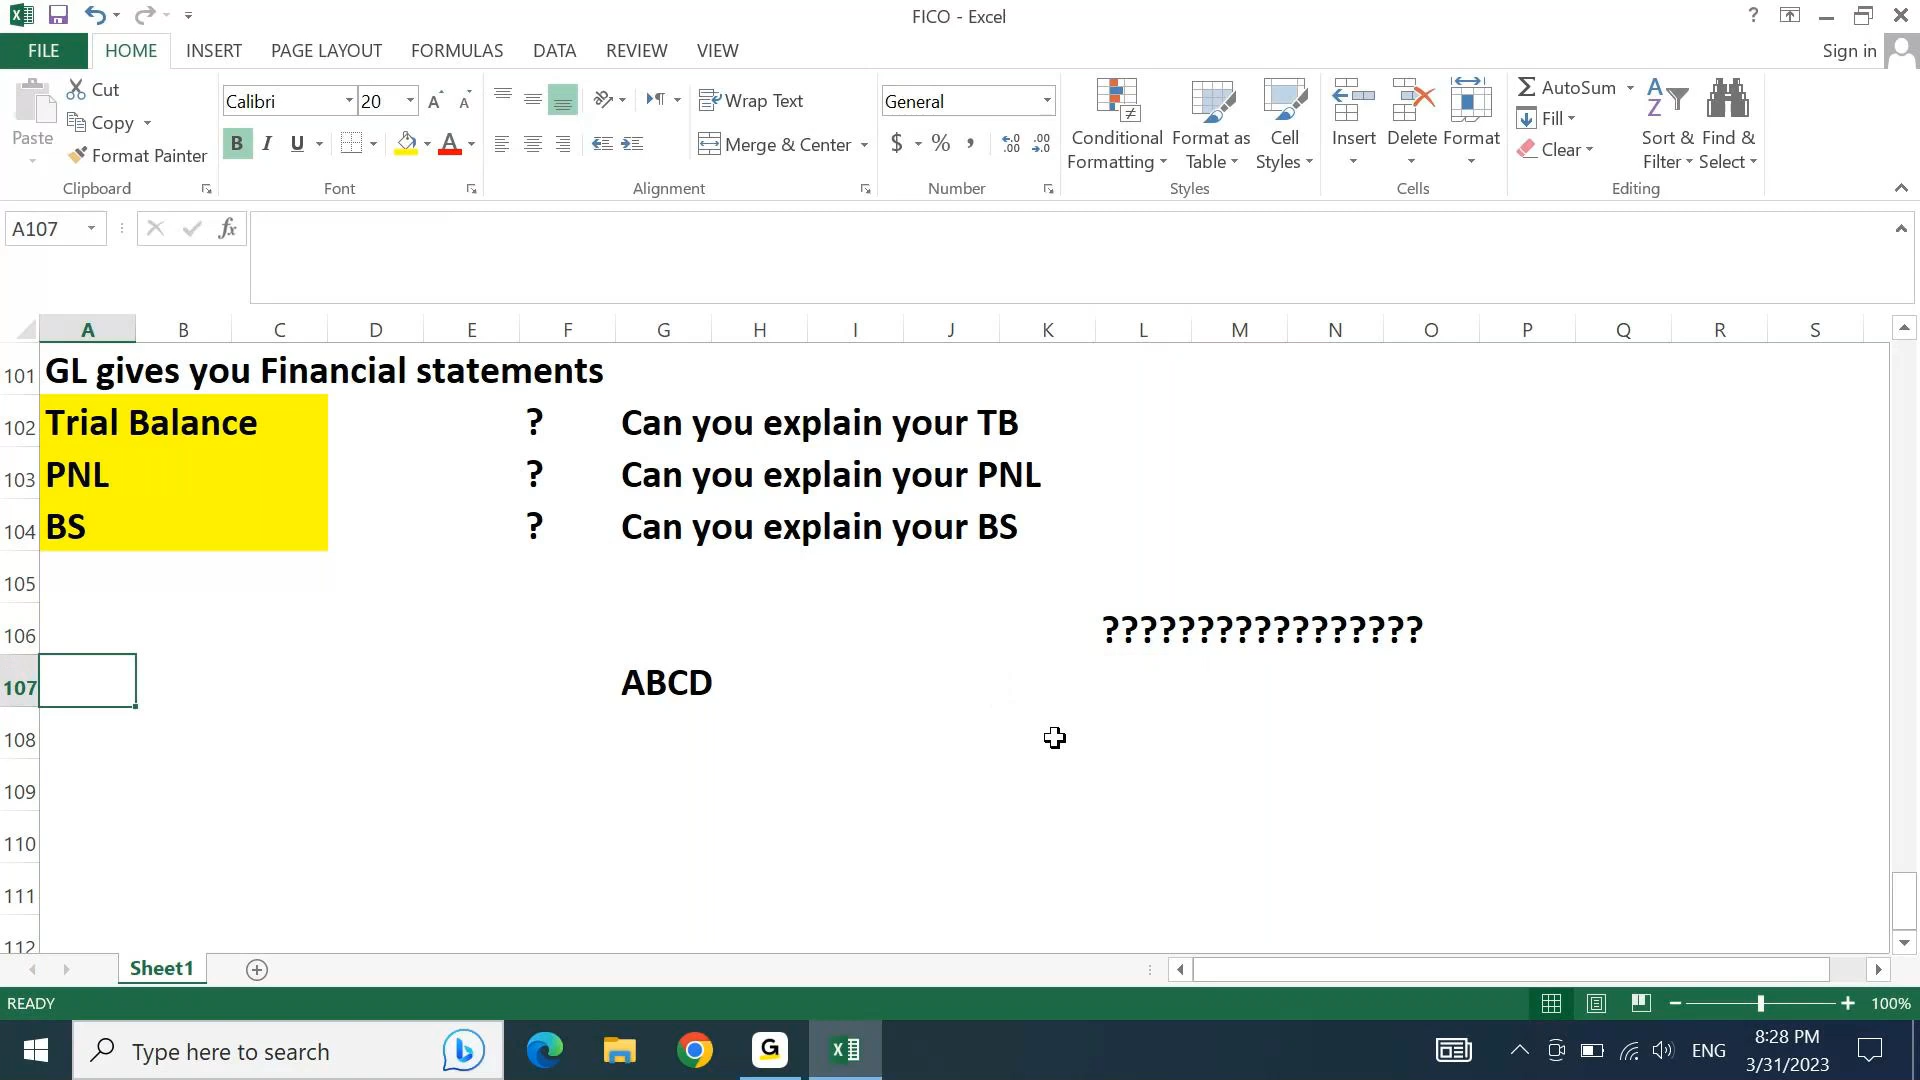 FICO - Excel
?
FILE HOME INSERT PAGE LAYOUT FORMULAS DATA REVIEW VIEW Sign in
Paste
Cut
Copy
Format Painter
Clipboard
Calibri 20 A A
B I U A
Font
Wrap Text
Merge & Center
Alignment
General
$ % , .00 .00
Number
Conditional Formatting
Format as Table
Cell Styles
Styles
Insert Delete Format
Cells
AutoSum
Fill
Clear
Sort & Filter
Find & Select
Editing
A107 fx
A B C D E F G H I J K L M N O P Q R S
101 GL gives you Financial statements
102 Trial Balance ? Can you explain your TB
103 PNL ? Can you explain your PNL
104 BS ? Can you explain your BS
105
106 ?????????????????
107 ABCD
108
109
110
111
112
Sheet1
READY 100%
Type here to search
G
ENG
8:28 PM
3/31/2023